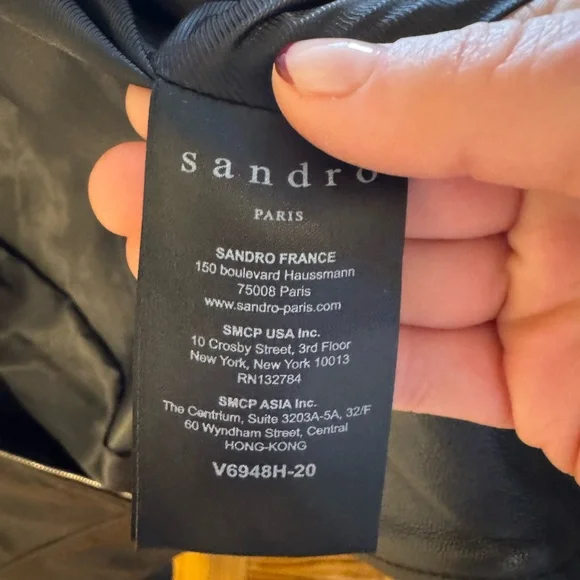 sandro
PARIS
SANDRO FRANCE
150 boulevard Haussmann
75008 Paris
www.sandro-paris.com
SMCP USA Inc.
10 Crosby Street, 3rd Floor
New York, New York 10013
RN132784
SMCP ASIA Inc.
The Centrium, Suite 3203A-5A, 32/F
60 Wyndham Street, Central
HONG-KONG
V6948H-20